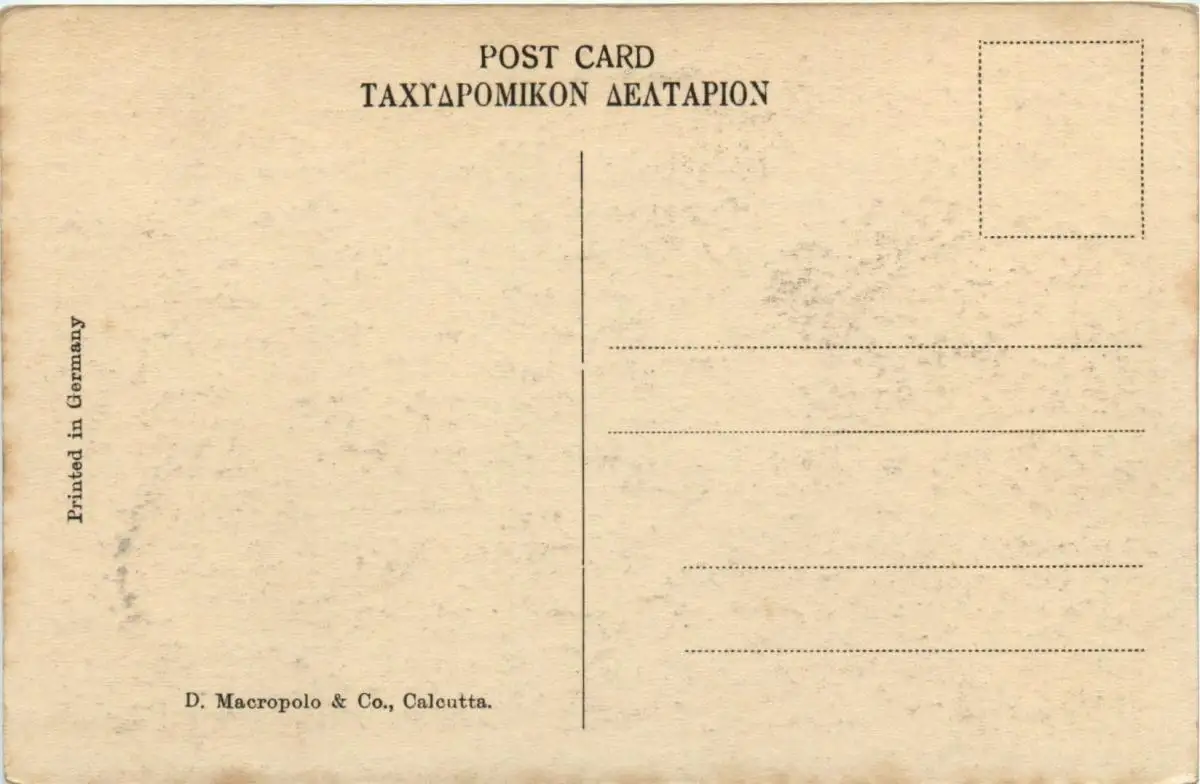 POST CARD
ΤΑΧΥΔΡΟΜΙΚΟΝ ΔΕΛΤΑΡΙΟΝ
Printed in Germany
D. Macropolo & Co., Calcutta.